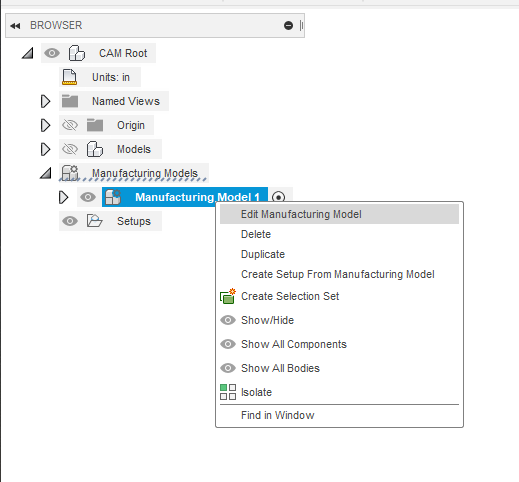 BROWSER
CAM Root
Units: in
Named Views
Origin
Models
Manufacturing Models
Manufacturing Model 1
Setups
Edit Manufacturing Model
Delete
Duplicate
Create Setup From Manufacturing Model
Create Selection Set
Show/Hide
Show All Components
Show All Bodies
Isolate
Find in Window